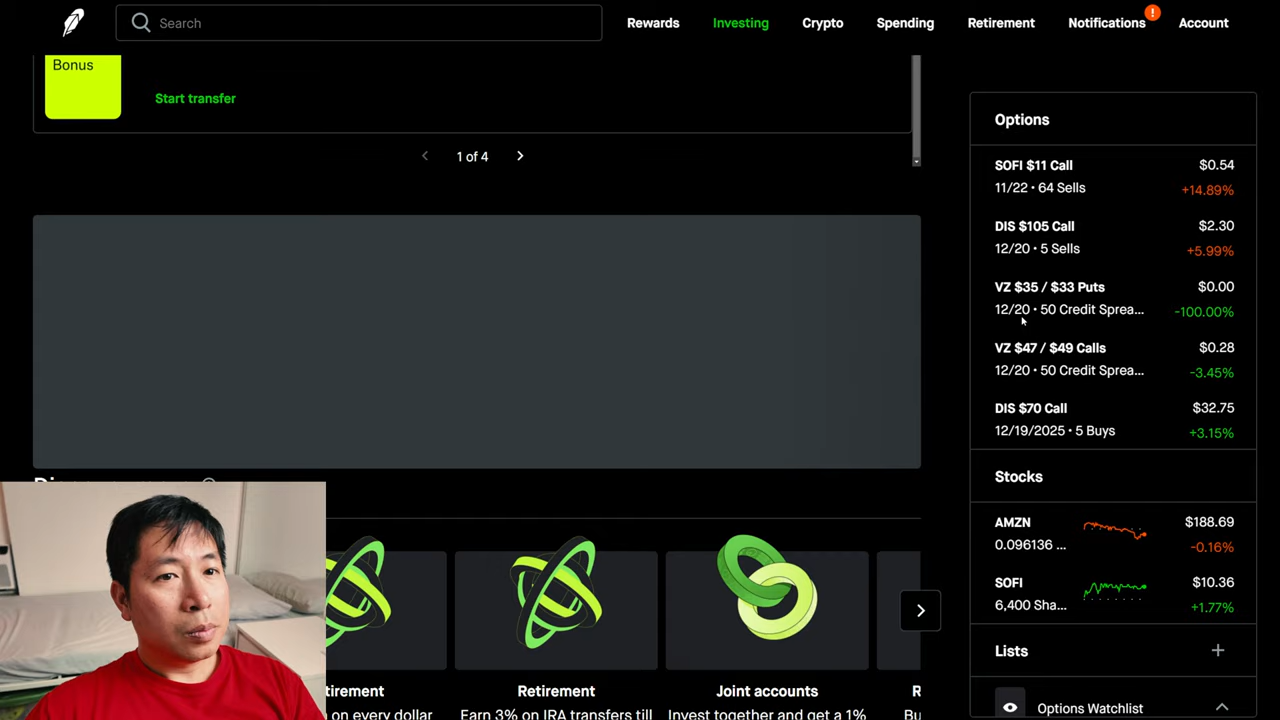 Search
Rewards
Investing
Crypto
Spending
Retirement
Notifications
!
Account
Bonus
Start transfer
1 of 4
Options
SOFI $11 Call
$0.54
11/22 • 64 Sells
+14.89%
DIS $105 Call
$2.30
12/20 • 5 Sells
+5.99%
VZ $35 / $33 Puts
$0.00
12/20 • 50 Credit Sprea...
-100.00%
VZ $47 / $49 Calls
$0.28
12/20 • 50 Credit Sprea...
-3.45%
DIS $70 Call
$32.75
12/19/2025 • 5 Buys
+3.15%
Stocks
AMZN
$188.69
0.096136 ...
-0.16%
SOFI
$10.36
6,400 Sha...
+1.77%
Lists
Options Watchlist
Retirement
Joint accounts
R
on every dollar
Earn 3% on IRA transfers till
Invest together and get a 1%
Bu